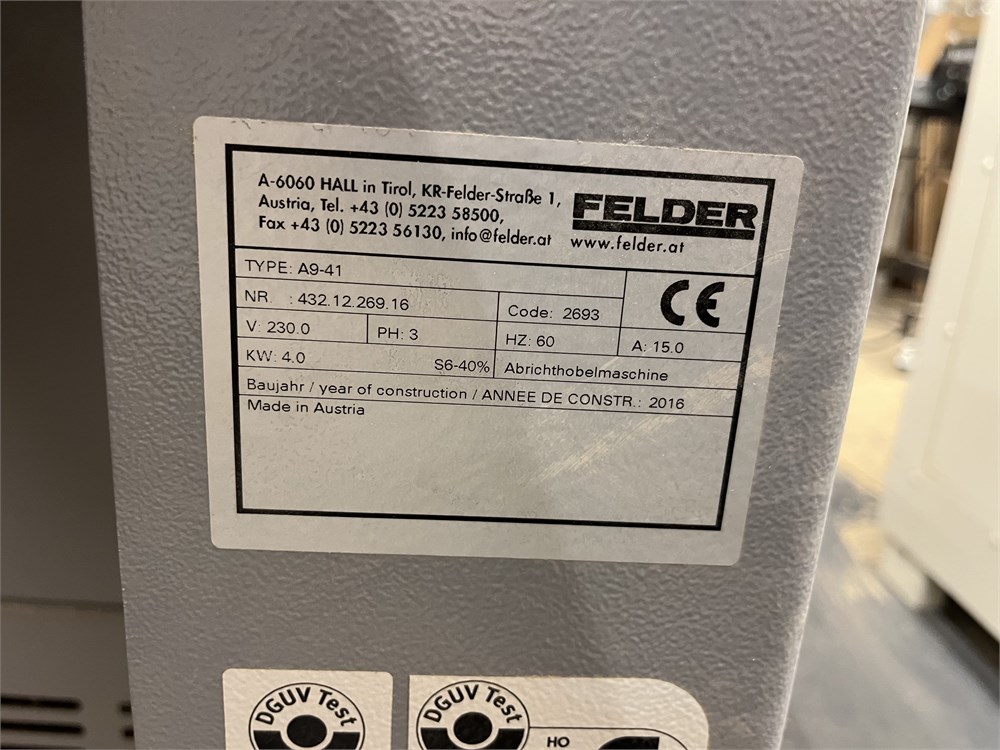 A-6060 HALL in Tirol, KR-Felder-Straße 1,
Austria, Tel. +43 (0) 5223 58500,
Fax +43 (0) 5223 56130, info@felder.at
FELDER
www.felder.at
TYPE: A9-41
NR. : 432.12.269.16
Code: 2693
CE
V: 230.0
PH: 3
HZ: 60
A: 15.0
KW: 4.0
S6-40%
Abrichthobelmaschine
Baujahr / year of construction / ANNEE DE CONSTR.: 2016
Made in Austria
DGUV Test
DGUV Test
HO